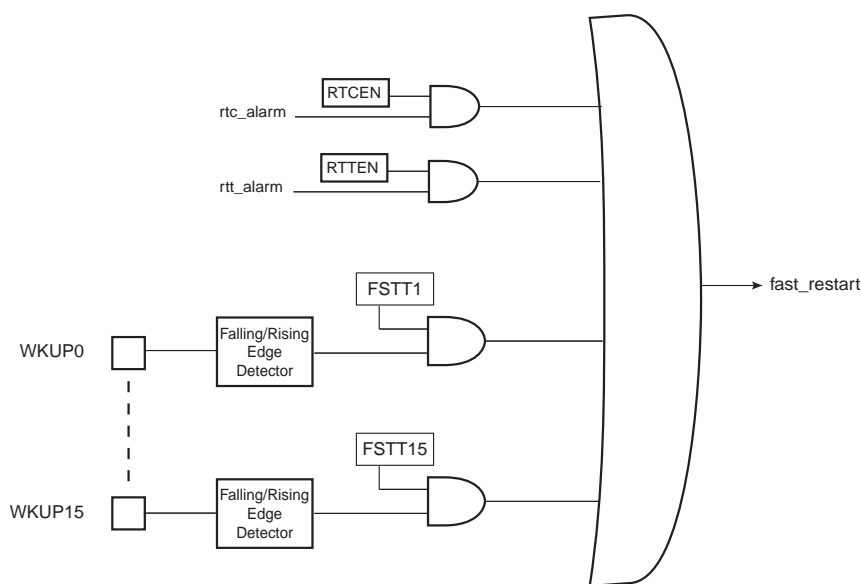 RTCEN
rtc_alarm
RTTEN
rtt_alarm
fast_restart
FSTT1
WKUP0
Falling/Rising
Edge
Detector
FSTT15
WKUP15
Falling/Rising
Edge
Detector